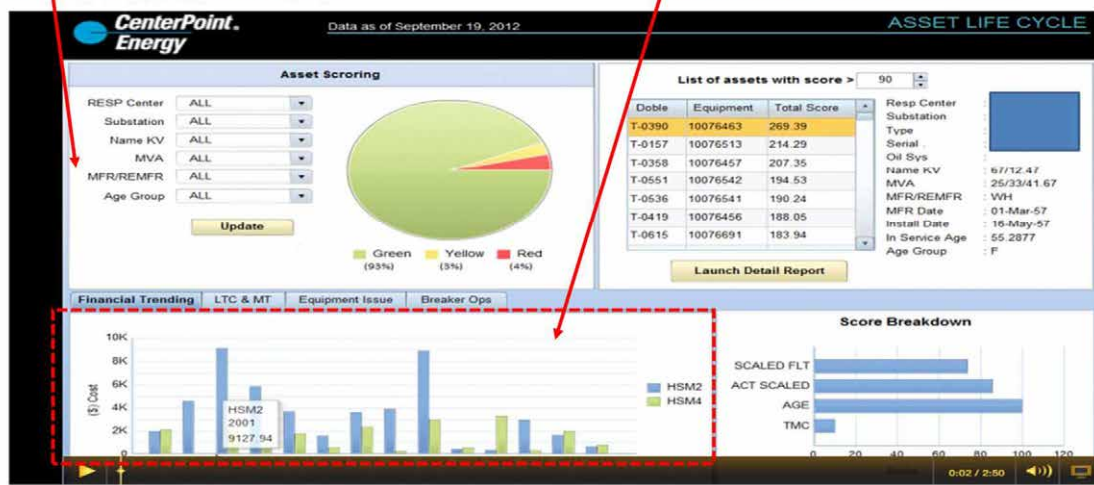 CenterPoint.
Energy
Data as of September 19, 2012
ASSET LIFE CYCLE
Asset Scroring
RESP Center ALL
Substation ALL
Name KV ALL
MVA ALL
MFR/REMFR ALL
Age Group ALL
Update
Green Yellow Red
(93%) (3%) (4%)
List of assets with score > 90
Doble Equipment Total Score
T-0390 10076463 269.39
T-0157 10076513 214.29
T-0358 10076457 207.35
T-0551 10076542 194.53
T-0536 10076541 190.24
T-0419 10076456 188.05
T-0615 10076691 183.94
Launch Detail Report
Resp Center :
Substation :
Type :
Serial . :
Oil Sys :
Name KV : 67/12.47
MVA : 25/33/41.67
MFR/REMFR : WH
MFR Date : 01-Mar-57
Install Date : 16-May-57
In Service Age : 55.2877
Age Group : F
Financial Trending LTC & MT Equipment Issue Breaker Ops
10K
8K
6K
4K
2K
0
($) Cost
HSM2
2001
9127.94
HSM2
HSM4
Score Breakdown
SCALED FLT
ACT SCALED
AGE
TMC
0 20 40 60 80 100 120
0:02 / 2:50